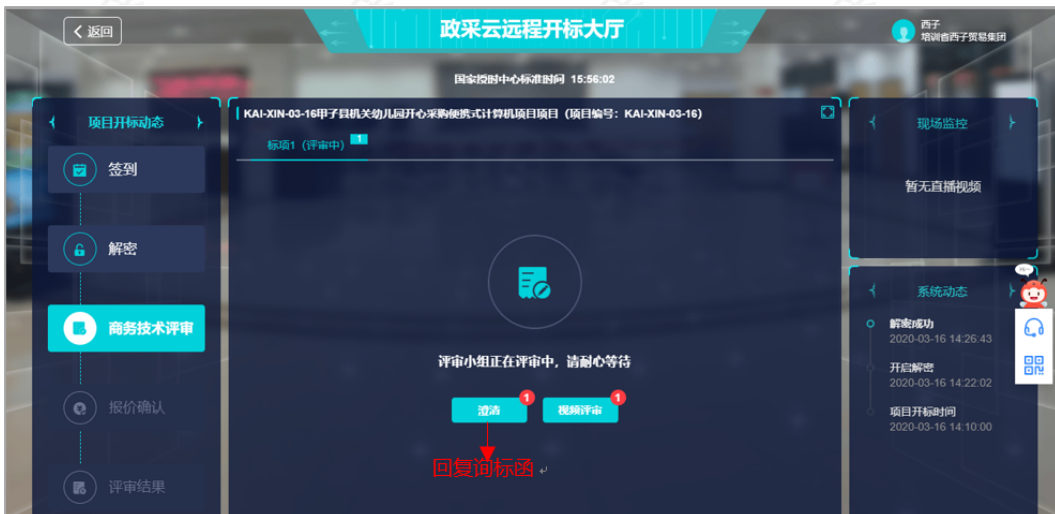 返回
政采云远程开标大厅
西子
培训省西子贸易集团
国家授时中心标准时间 15:56:02
项目开标动态
签到
解密
商务技术评审
报价确认
评审结果
KAI-XIN-03-16甲子县机关幼儿园开心采购便携式计算机项目项目（项目编号：KAI-XIN-03-16）
标项1（评审中） 1
评审小组正在评审中，请耐心等待
澄清 1 视频评审 1
回复询标函
现场监控
暂无直播视频
系统动态
解密成功
2020-03-16 14:26:43
开启解密
2020-03-16 14:22:02
项目开标时间
2020-03-16 14:10:00